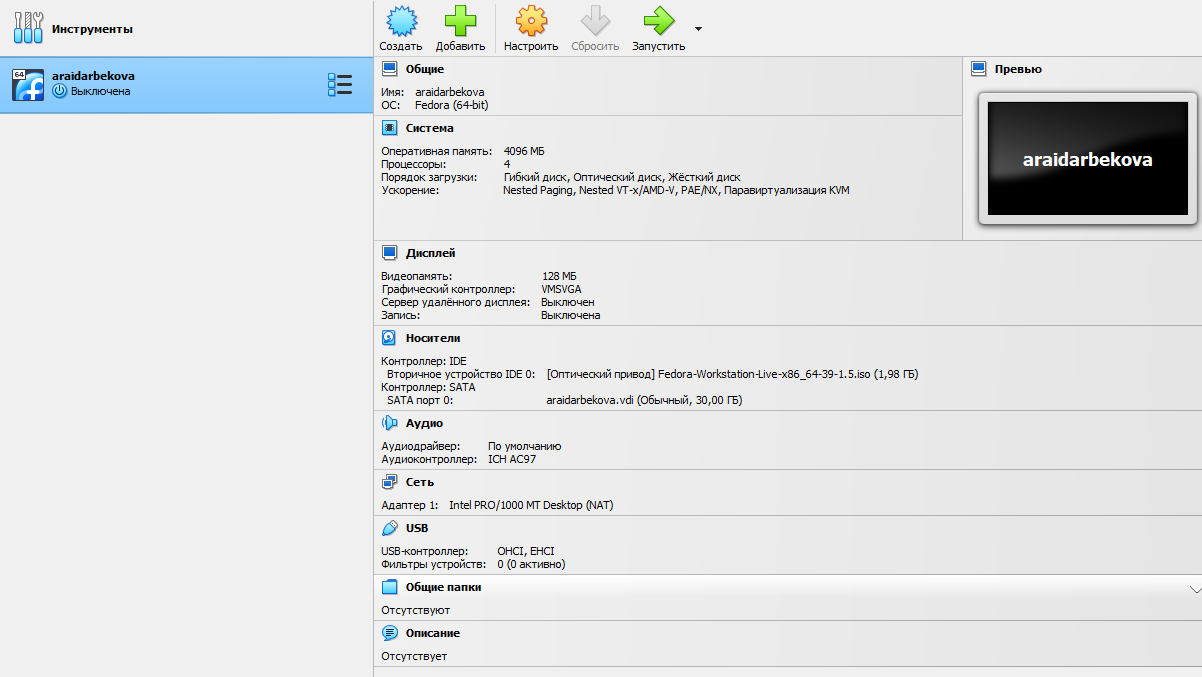 Инструменты
64
araidarbekova
Выключена
Создать Добавить Настроить Сбросить Запустить
Общие
Имя: araidarbekova
ОС: Fedora (64-bit)
Система
Оперативная память: 4096 МБ
Процессоры: 4
Порядок загрузки: Гибкий диск, Оптический диск, Жёсткий диск
Ускорение: Nested Paging, Nested VT-x/AMD-V, PAE/NX, Паравиртуализация KVM
Превью
araidarbekova
Дисплей
Видеопамять: 128 МБ
Графический контроллер: VMSVGA
Сервер удалённого дисплея: Выключен
Запись: Выключена
Носители
Контроллер: IDE
Вторичное устройство IDE 0: [Оптический привод] Fedora-Workstation-Live-x86_64-39-1.5.iso (1,98 ГБ)
Контроллер: SATA
SATA порт 0: araidarbekova.vdi (Обычный, 30,00 ГБ)
Аудио
Аудиодрайвер: По умолчанию
Аудиоконтроллер: ICH AC97
Сеть
Адаптер 1: Intel PRO/1000 MT Desktop (NAT)
USB
USB-контроллер: OHCI, EHCI
Фильтры устройств: 0 (0 активно)
Общие папки
Отсутствуют
Описание
Отсутствует